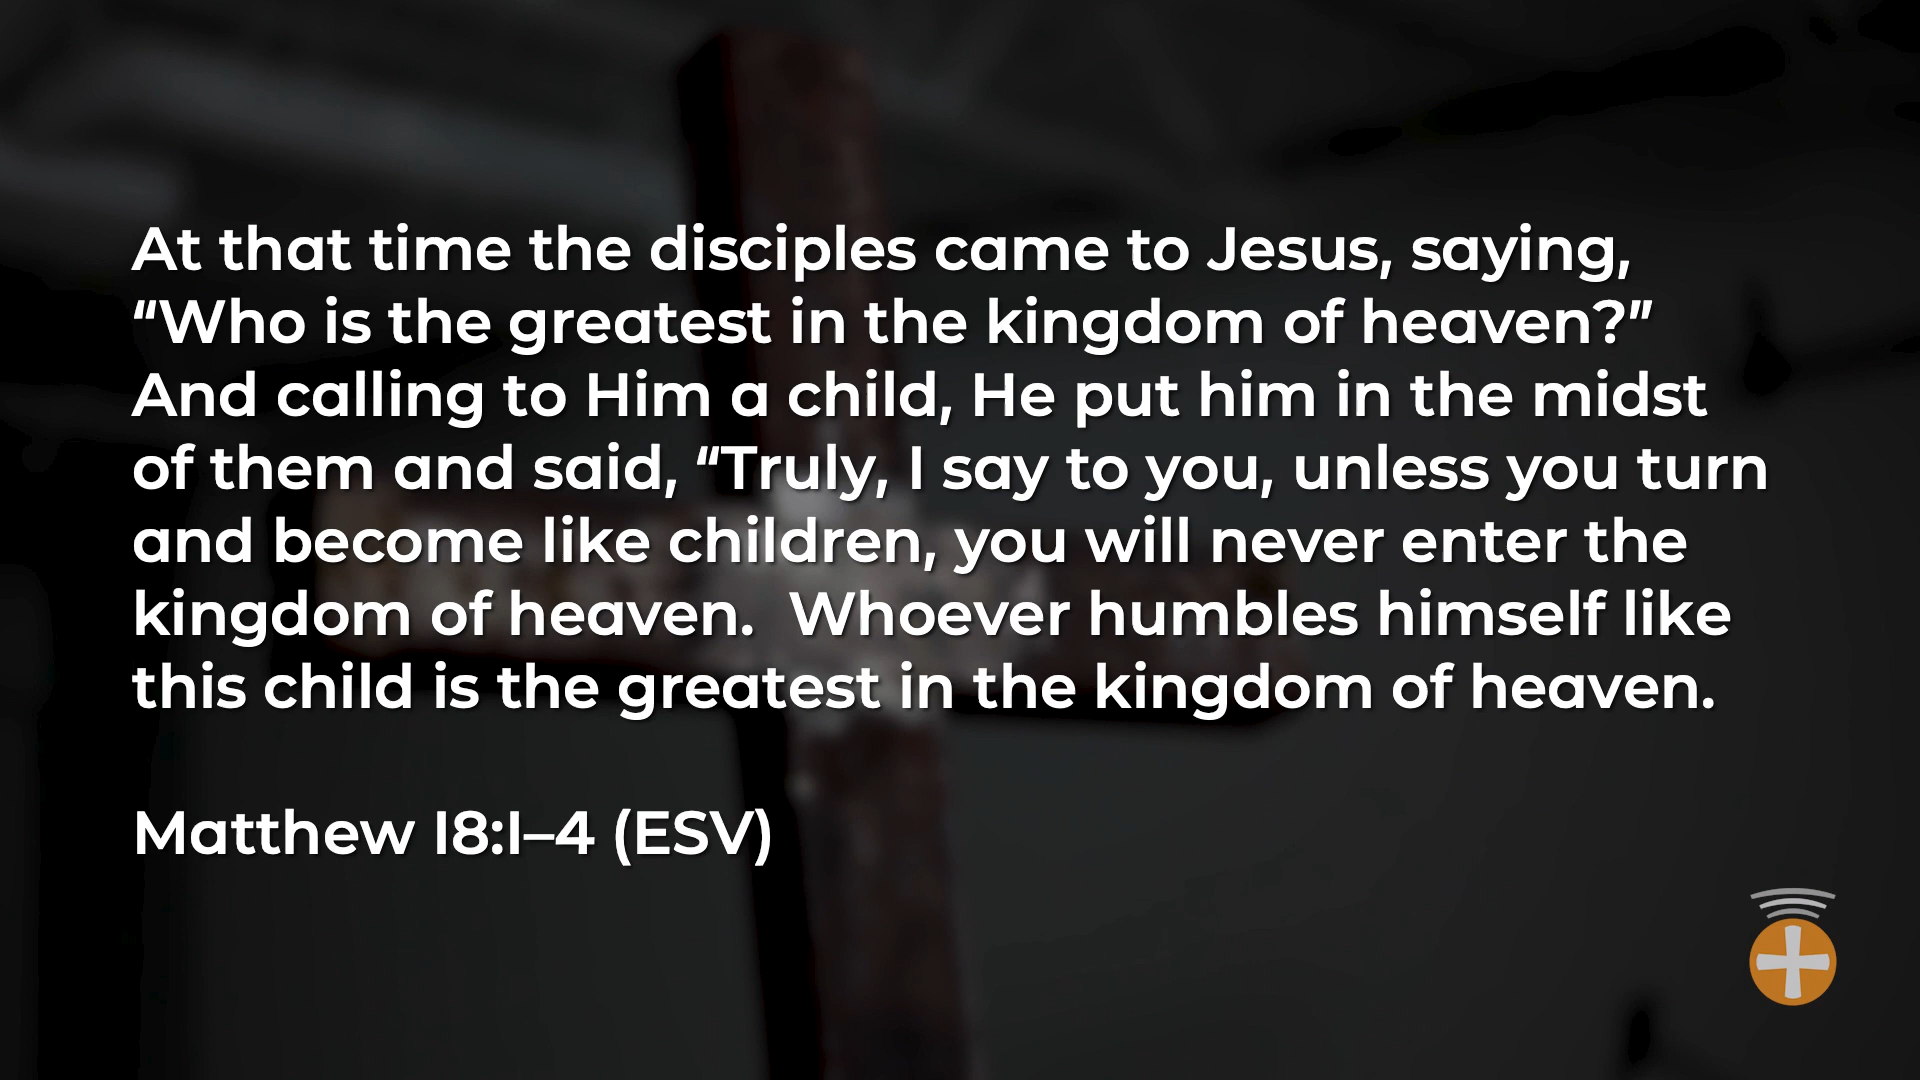 At that time the disciples came to Jesus, saying,
“Who is the greatest in the kingdom of heaven?”
And calling to Him a child, He put him in the midst
of them and said, “Truly, I say to you, unless you turn
and become like children, you will never enter the
kingdom of heaven.  Whoever humbles himself like
this child is the greatest in the kingdom of heaven.
Matthew 18:1–4 (ESV)